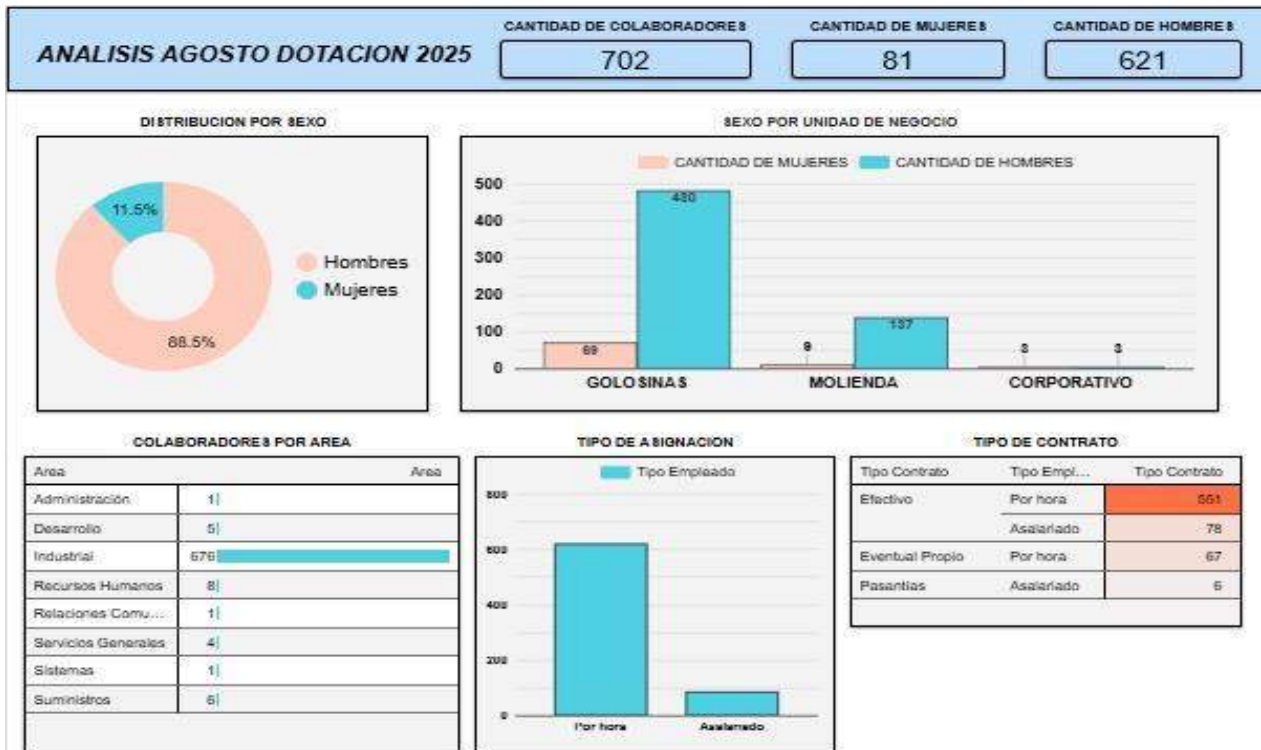 ANALISIS AGOSTO DOTACION 2025
CANTIDAD DE COLABORADORES
702
CANTIDAD DE MUJERES
81
CANTIDAD DE HOMBRES
621
DISTRIBUCION POR SEXO
11.5%
88.5%
Hombres
Mujeres
SEXO POR UNIDAD DE NEGOCIO
CANTIDAD DE MUJERES CANTIDAD DE HOMBRES
500
400
300
200
100
0
69
480
9
137
3
3
GOLOSINAS MOLIENDA CORPORATIVO
COLABORADORES POR AREA
Area Area
Administración 1
Desarrollo 5
Industrial 676
Recursos Humanos 8
Relaciones Comu... 1
Servicios Generales 4
Sistemas 1
Suministros 6
TIPO DE ASIGNACION
Tipo Empleado
800
600
400
200
0
Por hora Asalariado
TIPO DE CONTRATO
Tipo Contrato Tipo Empl... Tipo Contrato
Efectivo Por hora 551
Asalariado 78
Eventual Propio Por hora 67
Pasantías Asalariado 6